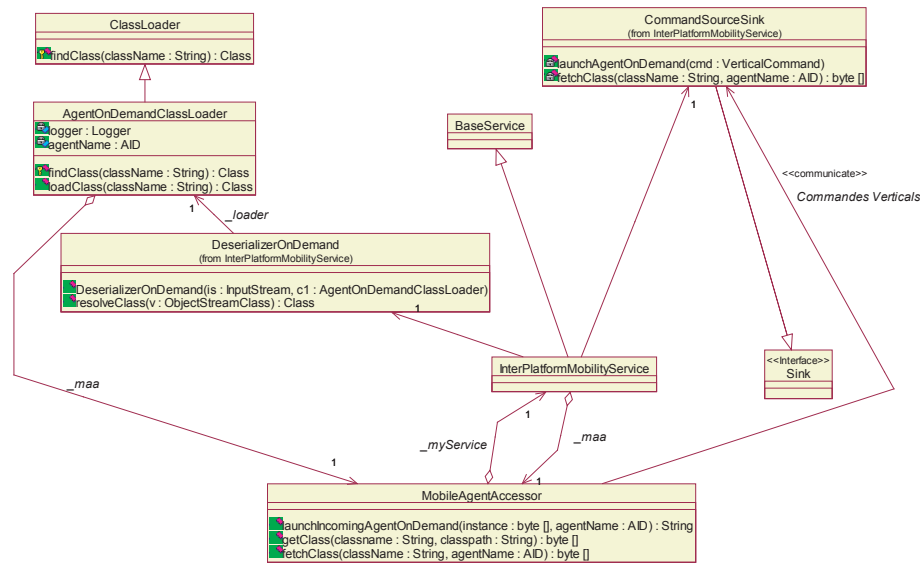 ClassLoader
findClass(className : String) : Class
CommandSourceSink
(from InterPlatformMobilityService)
launchAgentOnDemand(cmd : VerticalCommand)
fetchClass(className : String, agentName : AID) : byte []
1
AgentOnDemandClassLoader
logger : Logger
agentName : AID
findClass(className : String) : Class
loadClass(className : String) : Class
BaseService
<<communicate>>
Commandes Verticals
1
_loader
DeserializerOnDemand
(from InterPlatformMobilityService)
DeserializerOnDemand(is : InputStream, c1 : AgentOnDemandClassLoader)
resolveClass(v : ObjectStreamClass) : Class
1
InterPlatformMobilityService
<<Interface>>
Sink
_maa
1
_myService
_maa
1
1
MobileAgentAccessor
launchIncomingAgentOnDemand(instance : byte [], agentName : AID) : String
getClass(classname : String, classpath : String) : byte []
fetchClass(className : String, agentName : AID) : byte []